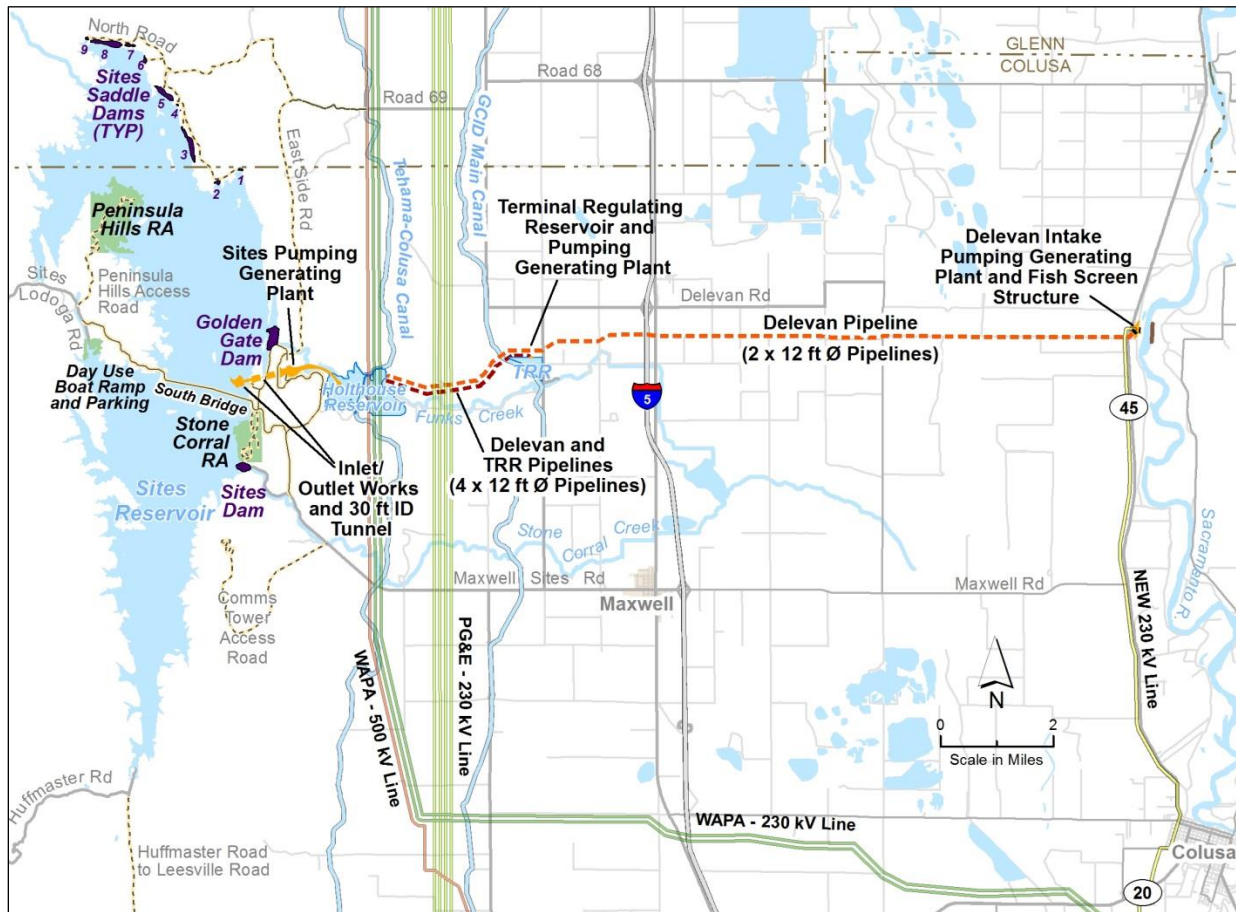 North Road
9
8
7
6
Sites
Saddle
Dams
(TYP)
5
4
3
2
1
GLENN
COLUSA
Road 68
Road 69
East Side Rd
Tehama-Colusa Canal
GCID Main Canal
Peninsula
Hills RA
Peninsula
Hills Access
Road
Sites
Lodoga Rd
Sites Pumping
Generating
Plant
Terminal Regulating
Reservoir and
Pumping
Generating Plant
Delevan Intake
Pumping Generating
Plant and Fish Screen
Structure
Delevan Rd
Golden
Gate
Dam
Delevan Pipeline
(2 x 12 ft Ø Pipelines)
TRR
Day Use
Boat Ramp
and Parking
South Bridge
Holthouse
Reservoir
Funks Creek
5
45
Stone
Corral
RA
Delevan and
TRR Pipelines
(4 x 12 ft Ø Pipelines)
Inlet/
Outlet Works
and 30 ft ID
Tunnel
Sites
Reservoir
Sites
Dam
Stone
Corral Creek
Sacramanto R.
Maxwell Sites Rd
Maxwell Rd
Maxwell
Comms
Tower
Access
Road
WAPA - 500 kV Line
PG&E - 230 kV Line
NEW 230 kV Line
N
0
2
Scale in Miles
Huffmaster Rd
WAPA - 230 kV Line
Huffmaster Road
to Leesville Road
Colusa
20